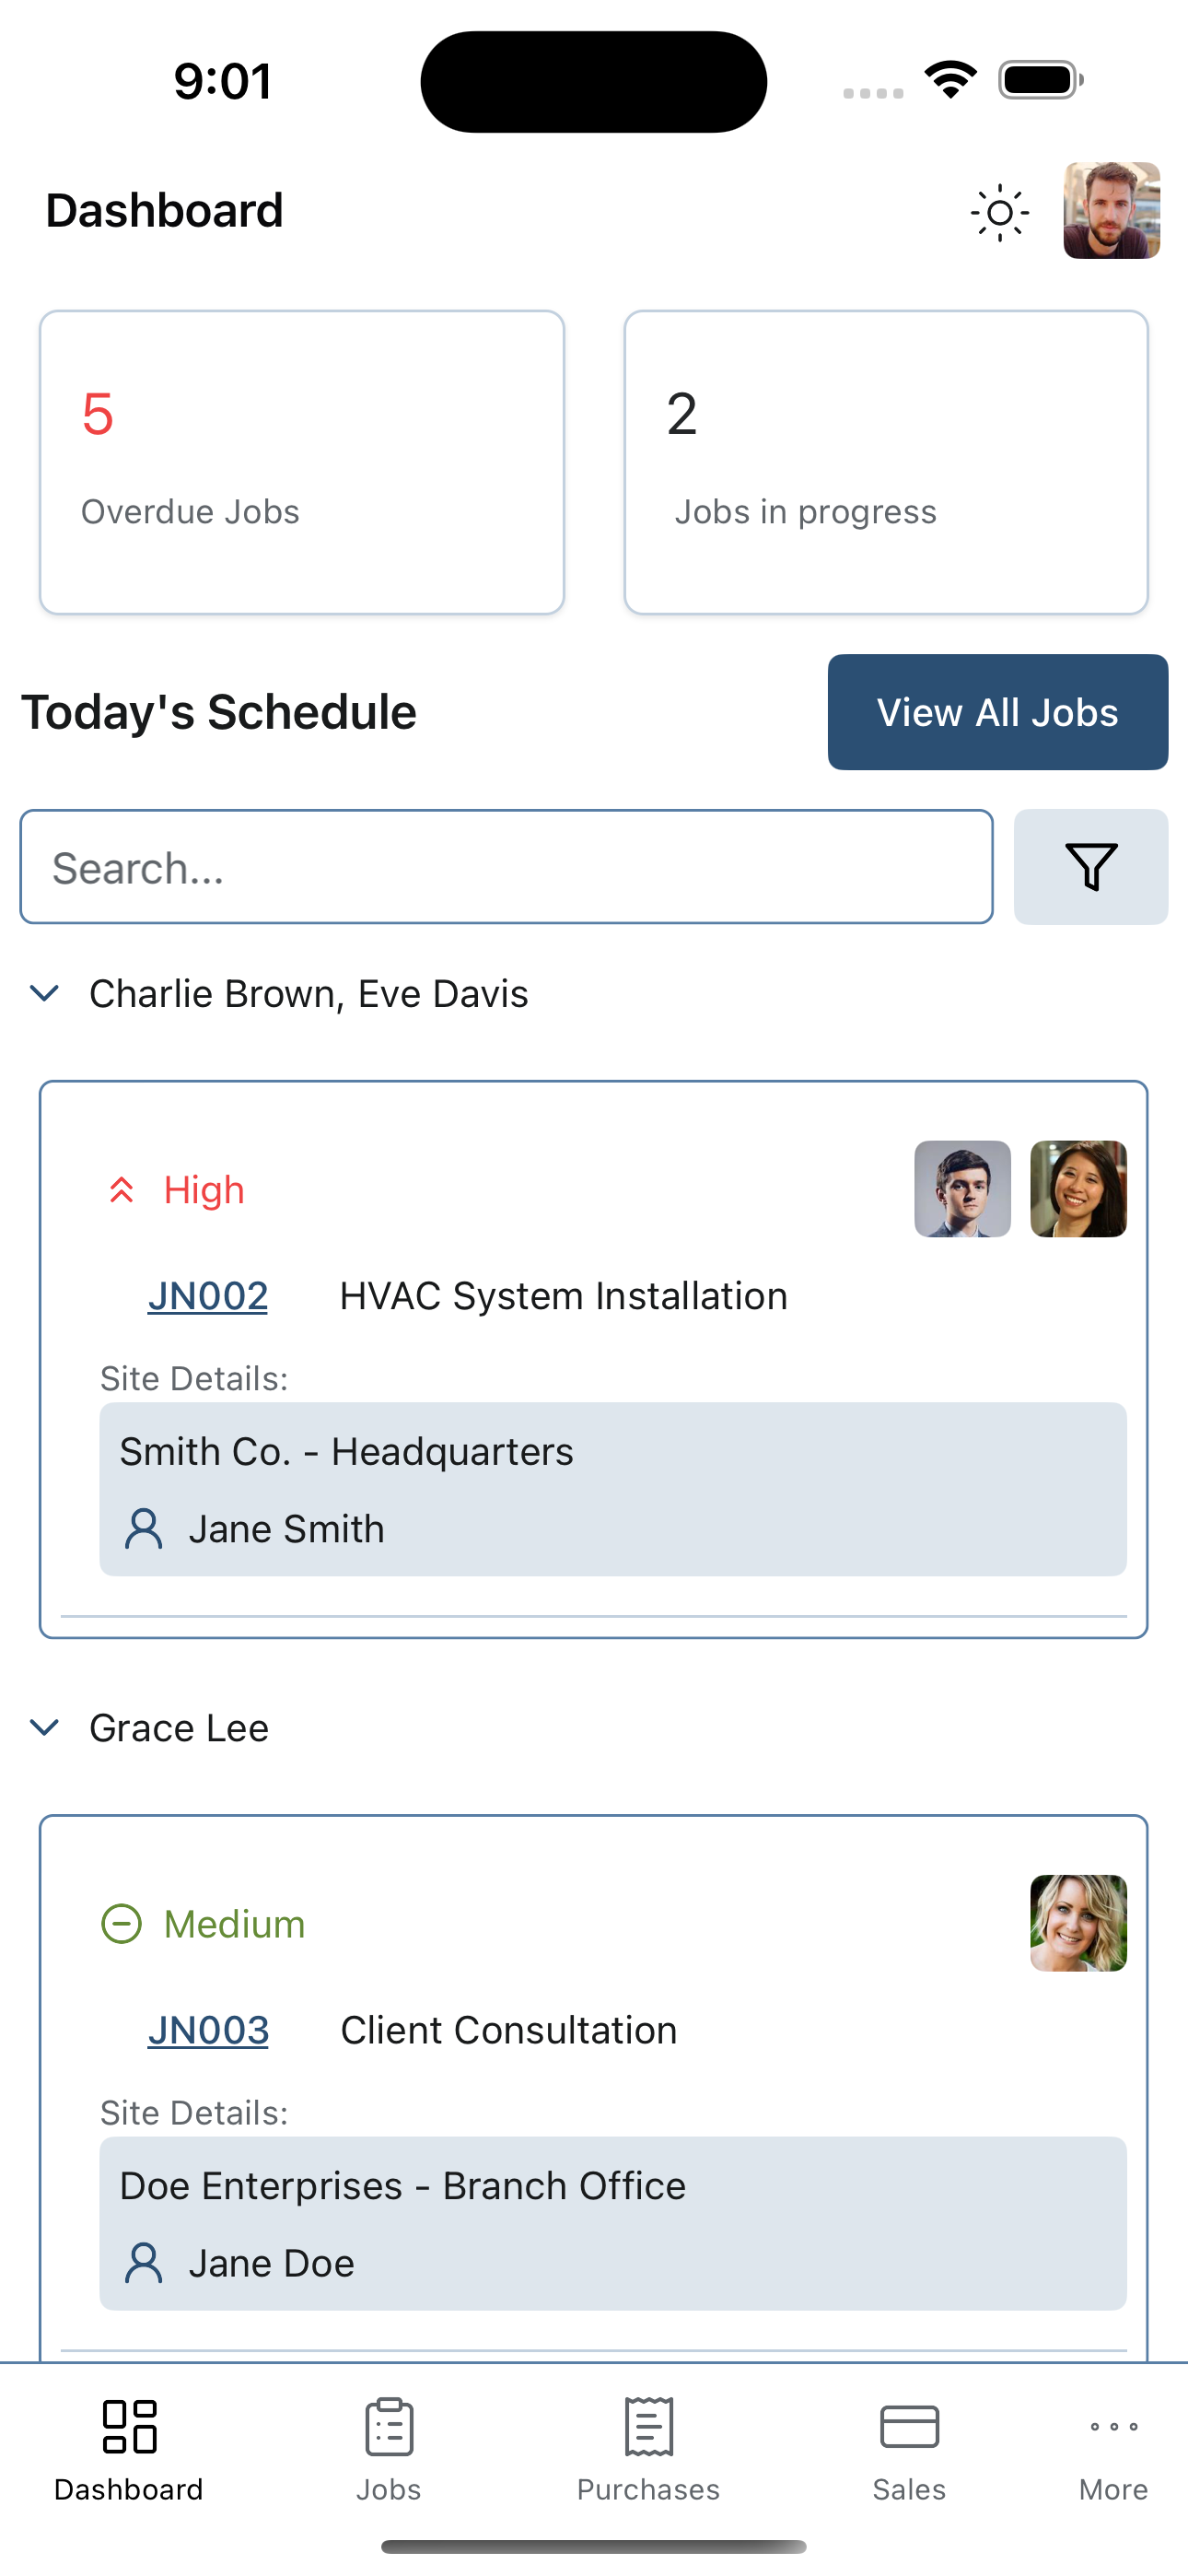 9:01
Dashboard
5
Overdue Jobs
2
Jobs in progress
Today's Schedule
View All Jobs
Search...
Charlie Brown, Eve Davis
High
JN002 HVAC System Installation
Site Details:
Smith Co. - Headquarters
Jane Smith
Grace Lee
Medium
JN003 Client Consultation
Site Details:
Doe Enterprises - Branch Office
Jane Doe
Dashboard Jobs Purchases Sales More